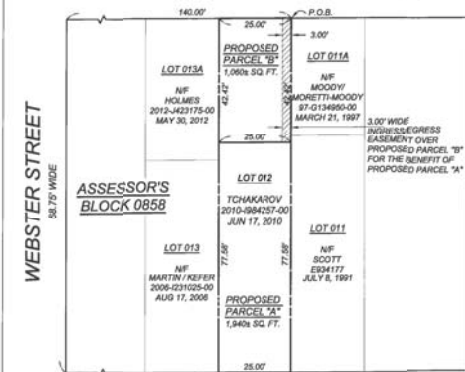 140.00'
P.O.B.
25.00'
3.00'
PROPOSED
PARCEL "B"
1,060± SQ. FT.
LOT 013A
N/F
HOLMES
2012-J423175-00
MAY 30, 2012
42.42'
LOT 011A
N/F
MOODY/
MORETTI-MOODY
97-G134950-00
MARCH 21, 1997
3.00' WIDE
INGRESS/EGRESS
EASEMENT OVER
PROPOSED PARCEL "B"
FOR THE BENEFIT OF
PROPOSED PARCEL "A"
25.00'
WEBSTER STREET
58.75' WIDE
ASSESSOR'S
BLOCK 0858
LOT 012
TCHAKAROV
2010-I984257-00
JUN 17, 2010
LOT 013
N/F
MARTIN / KEFER
2006-I231025-00
AUG 17, 2006
77.58'
77.58'
LOT 011
N/F
SCOTT
E934177
JULY 8, 1991
PROPOSED
PARCEL "A"
1,940± SQ. FT.
25.00'